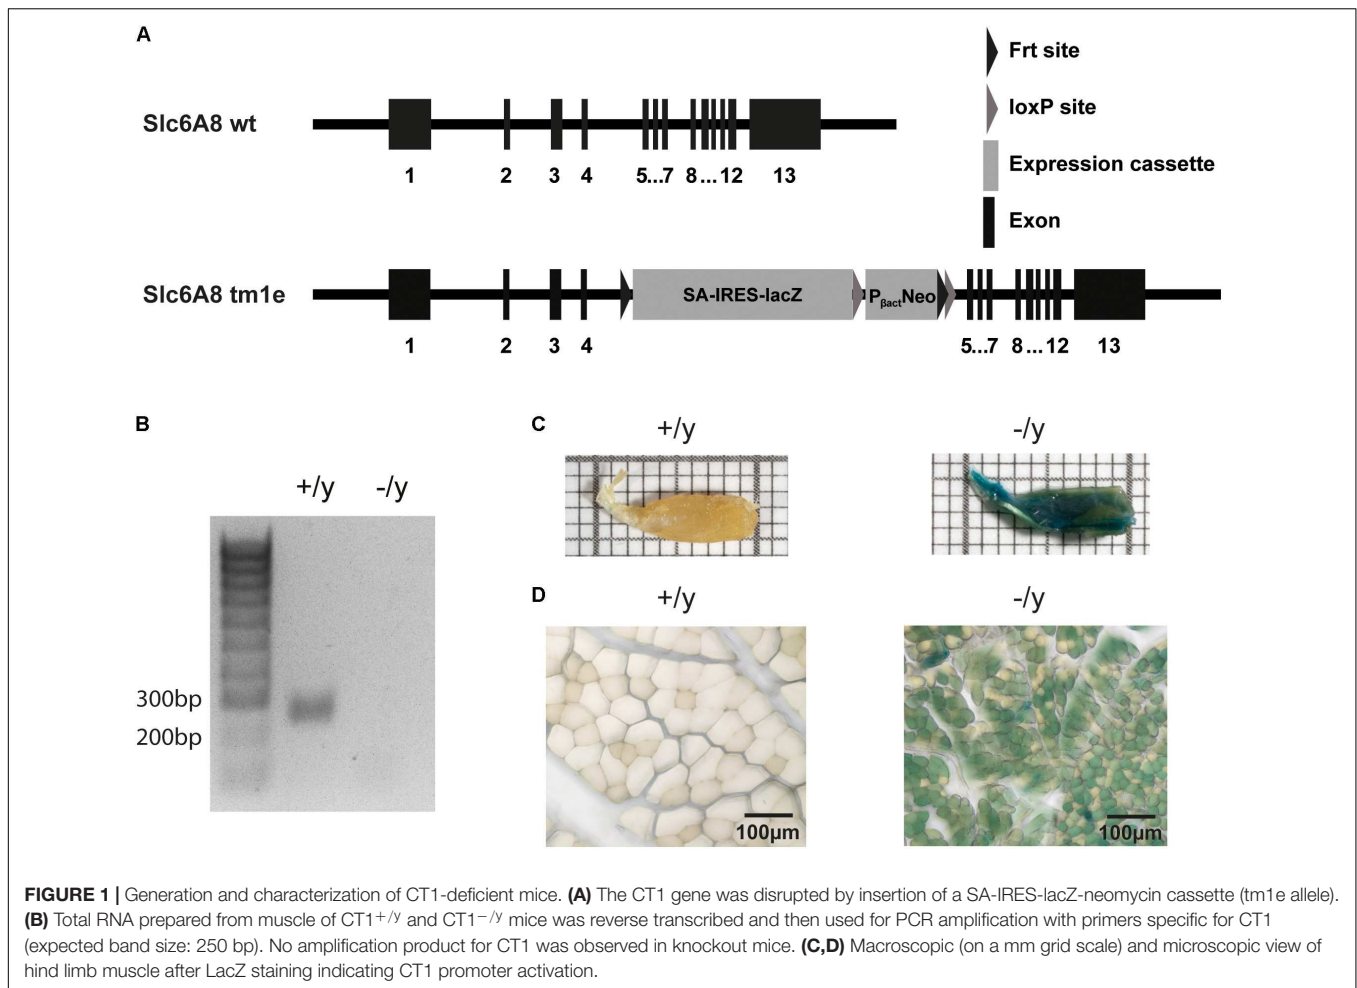 A
Frt site
loxP site
Expression cassette
Exon
Slc6A8 wt
1 2 3 4 5...7 8...12 13
Slc6A8 tm1e
SA-IRES-lacZ PβactNeo
1 2 3 4 5...7 8...12 13
B
+/y -/y
300bp
200bp
C
+/y -/y
D
+/y -/y
100µm 100µm
FIGURE 1 | Generation and characterization of CT1-deficient mice. (A) The CT1 gene was disrupted by insertion of a SA-IRES-lacZ-neomycin cassette (tm1e allele).
(B) Total RNA prepared from muscle of CT1+/y and CT1−/y mice was reverse transcribed and then used for PCR amplification with primers specific for CT1
(expected band size: 250 bp). No amplification product for CT1 was observed in knockout mice. (C,D) Macroscopic (on a mm grid scale) and microscopic view of
hind limb muscle after LacZ staining indicating CT1 promoter activation.